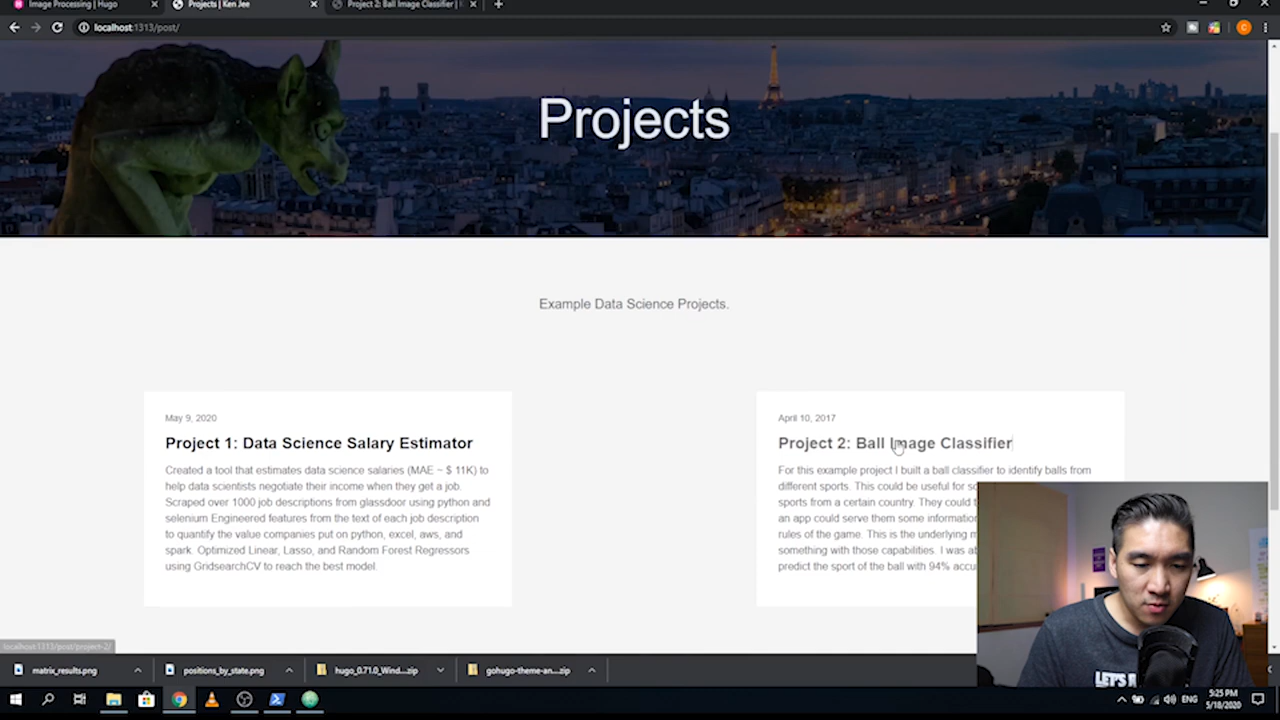 Image Processing | Hugo
Projects | Ken Jee
Project 2: Ball Image Classifier |
localhost:1313/post/
C
Projects
Example Data Science Projects.
May 9, 2020
Project 1: Data Science Salary Estimator
Created a tool that estimates data science salaries (MAE ~ $ 11K) to
help data scientists negotiate their income when they get a job.
Scraped over 1000 job descriptions from glassdoor using python and
selenium Engineered features from the text of each job description
to quantify the value companies put on python, excel, aws, and
spark. Optimized Linear, Lasso, and Random Forest Regressors
using GridsearchCV to reach the best model.
April 10, 2017
Project 2: Ball Image Classifier
For this example project I built a ball classifier to identify balls from
different sports. This could be useful for
sports from a certain country. They could
an app could serve them some information
rules of the game. This is the underlying
something with those capabilities. I was
predict the sport of the ball with 94%
LET'S
localhost:1313/post/project-2/
matrix_results.png
positions_by_state.png
hugo_0.71.0_Wind....zip
gohugo-theme-an....zip
ENG
5:25 PM
5/18/2020